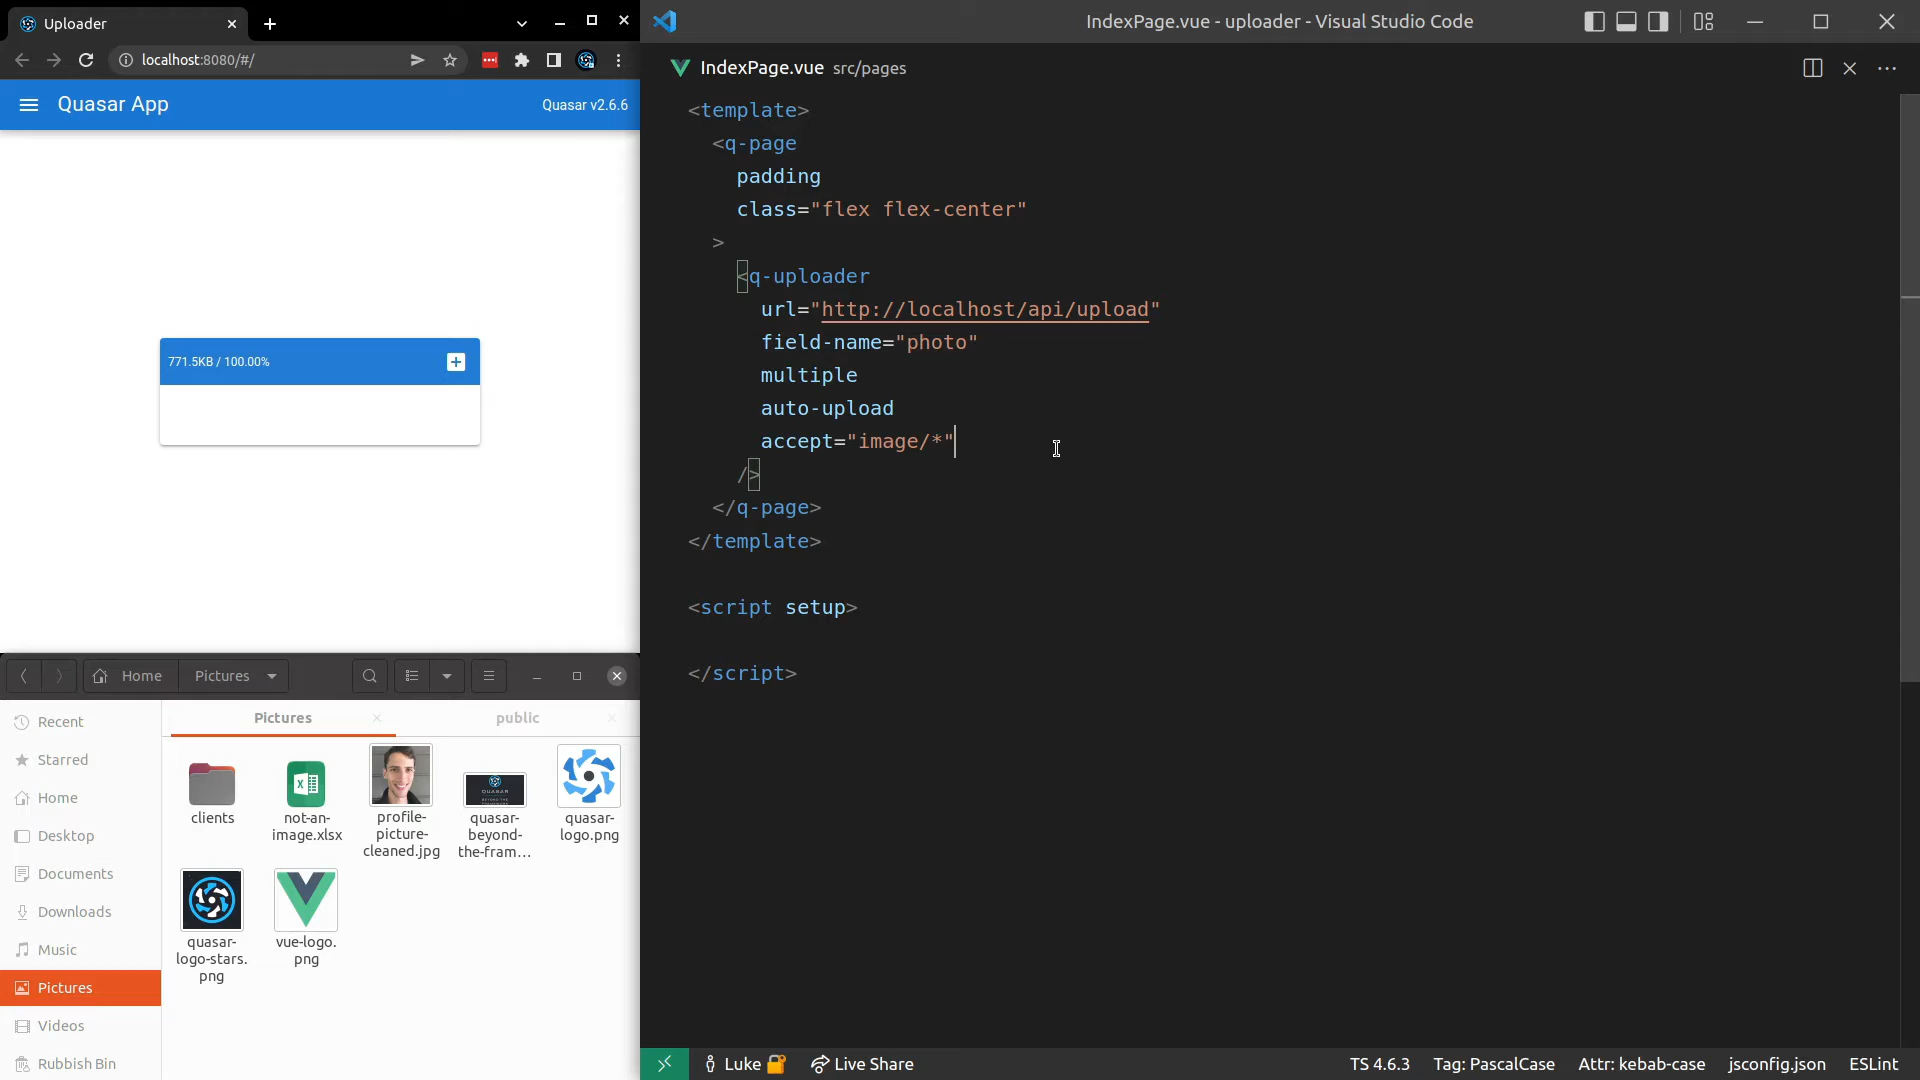 Uploader
localhost:8080/#/
Quasar App
Quasar v2.6.6
771.5KB / 100.00%
IndexPage.vue - uploader - Visual Studio Code
IndexPage.vue src/pages
<template>
<q-page
padding
class="flex flex-center"
>
<q-uploader
url="http://localhost/api/upload"
field-name="photo"
multiple
auto-upload
accept="image/*"
/>
</q-page>
</template>
<script setup>
</script>
Home
Pictures
Recent
Starred
Home
Desktop
Documents
Downloads
Music
Pictures
Videos
Rubbish Bin
Pictures
public
clients
not-an-
image.xlsx
profile-
picture-
cleaned.jpg
quasar-
beyond-
the-fram...
quasar-
logo.png
QUASAR
quasar-
logo-stars.
png
vue-logo.
png
Luke
Live Share
TS 4.6.3
Tag: PascalCase
Attr: kebab-case
jsconfig.json
ESLint